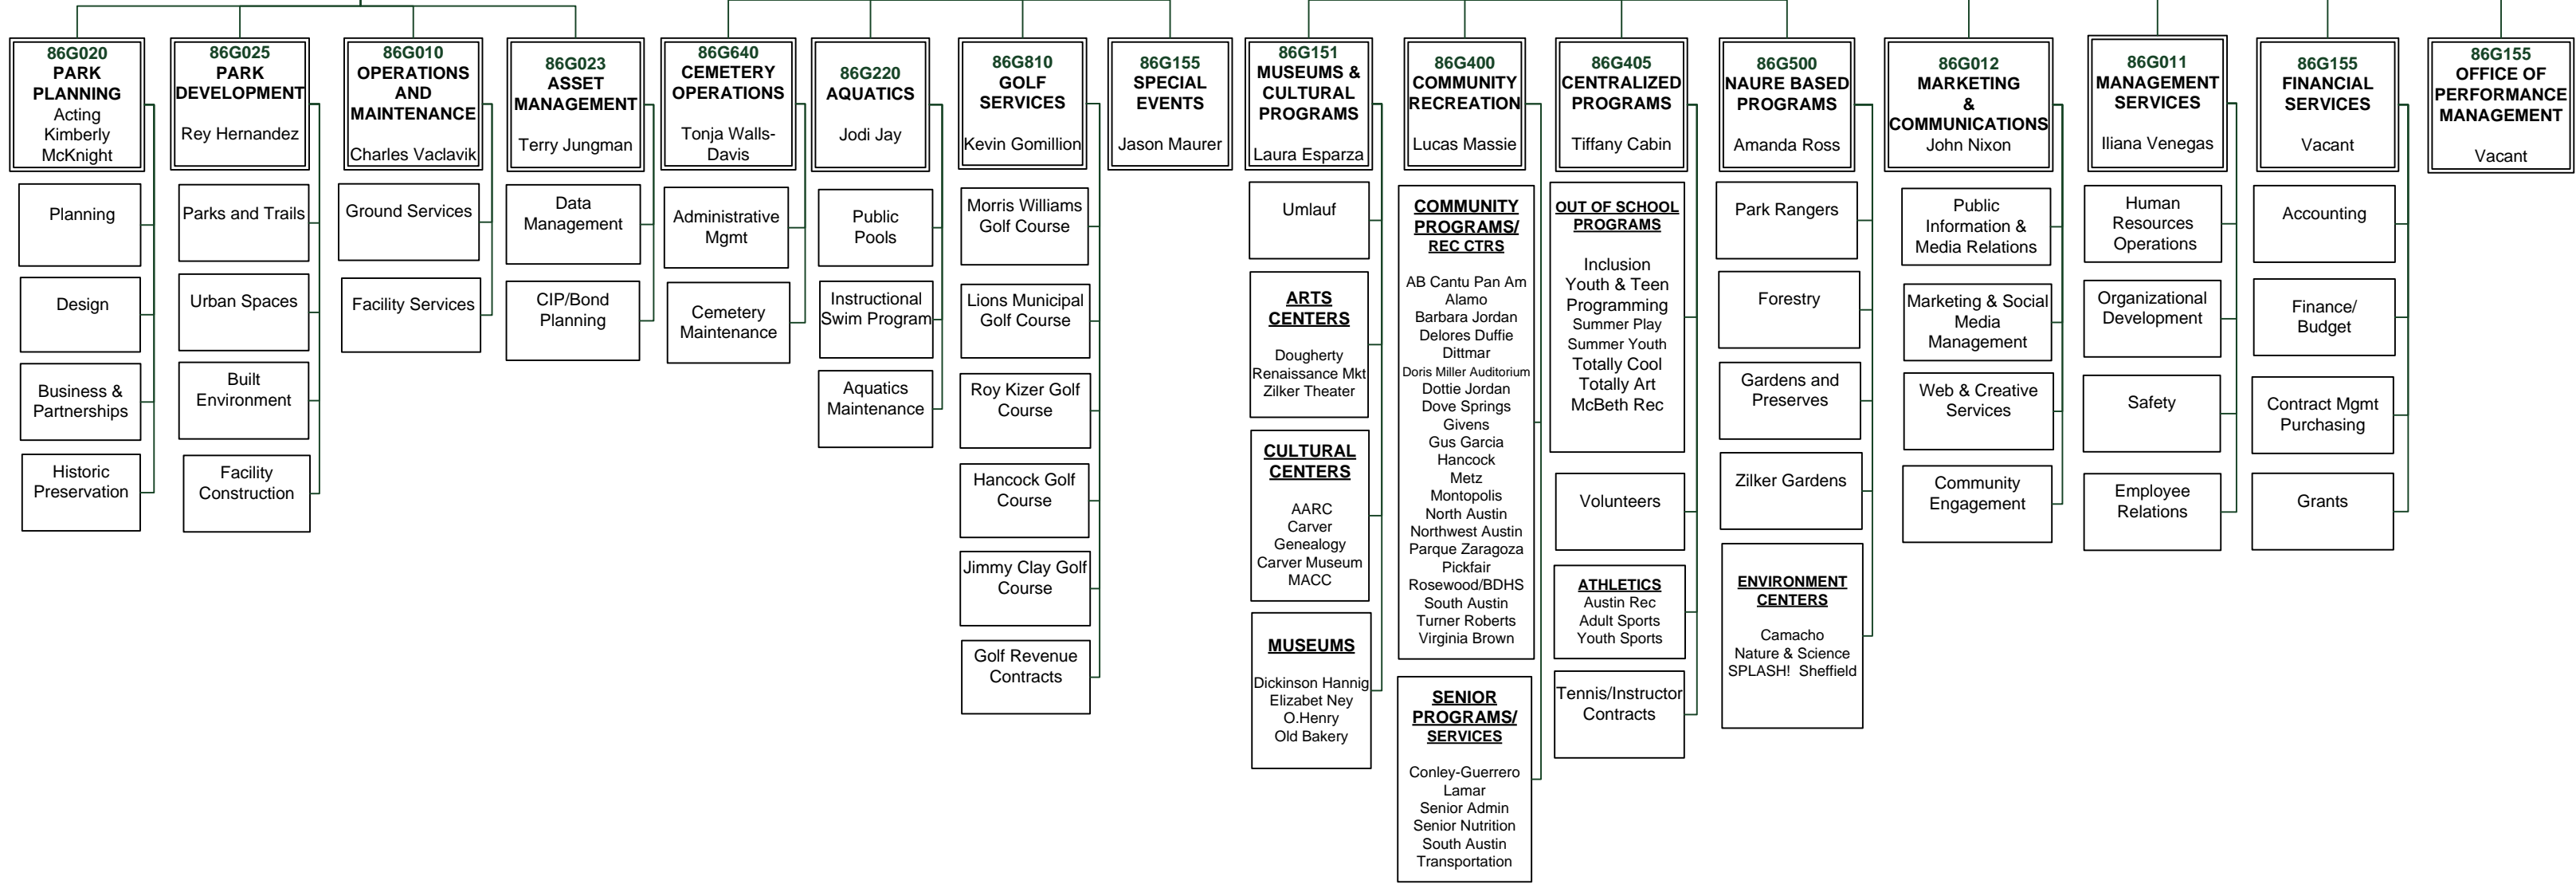 86G020
PARK
PLANNING
Acting
Kimberly
McKnight
Planning
Design
Business &
Partnerships
Historic
Preservation
86G025
PARK
DEVELOPMENT
Rey Hernandez
Parks and Trails
Urban Spaces
Built
Environment
Facility
Construction
86G010
OPERATIONS
AND
MAINTENANCE
Charles Vaclavik
Ground Services
Facility Services
86G023
ASSET
MANAGEMENT
Terry Jungman
Data
Management
CIP/Bond
Planning
86G640
CEMETERY
OPERATIONS
Tonja Walls-
Davis
Administrative
Mgmt
Cemetery
Maintenance
86G220
AQUATICS
Jodi Jay
Public
Pools
Instructional
Swim Program
Aquatics
Maintenance
86G810
GOLF
SERVICES
Kevin Gomillion
Morris Williams
Golf Course
Lions Municipal
Golf Course
Roy Kizer Golf
Course
Hancock Golf
Course
Jimmy Clay Golf
Course
Golf Revenue
Contracts
86G155
SPECIAL
EVENTS
Jason Maurer
86G151
MUSEUMS &
CULTURAL
PROGRAMS
Laura Esparza
Umlauf
ARTS
CENTERS
Dougherty
Renaissance Mkt
Zilker Theater
CULTURAL
CENTERS
AARC
Carver
Genealogy
Carver Museum
MACC
MUSEUMS
Dickinson Hannig
Elizabet Ney
O.Henry
Old Bakery
86G400
COMMUNITY
RECREATION
Lucas Massie
COMMUNITY
PROGRAMS/
REC CTRS
AB Cantu Pan Am
Alamo
Barbara Jordan
Delores Duffie
Dittmar
Doris Miller Auditorium
Dottie Jordan
Dove Springs
Givens
Gus Garcia
Hancock
Metz
Montopolis
North Austin
Northwest Austin
Parque Zaragoza
Pickfair
Rosewood/BDHS
South Austin
Turner Roberts
Virginia Brown
SENIOR
PROGRAMS/
SERVICES
Conley-Guerrero
Lamar
Senior Admin
Senior Nutrition
South Austin
Transportation
86G405
CENTRALIZED
PROGRAMS
Tiffany Cabin
OUT OF SCHOOL
PROGRAMS
Inclusion
Youth & Teen
Programming
Summer Play
Summer Youth
Totally Cool
Totally Art
McBeth Rec
Volunteers
ATHLETICS
Austin Rec
Adult Sports
Youth Sports
Tennis/Instructor
Contracts
86G500
NAURE BASED
PROGRAMS
Amanda Ross
Park Rangers
Forestry
Gardens and
Preserves
Zilker Gardens
ENVIRONMENT
CENTERS
Camacho
Nature & Science
SPLASH! Sheffield
86G012
MARKETING
&
COMMUNICATIONS
John Nixon
Public
Information &
Media Relations
Marketing & Social
Media
Management
Web & Creative
Services
Community
Engagement
86G011
MANAGEMENT
SERVICES
Iliana Venegas
Human
Resources
Operations
Organizational
Development
Safety
Employee
Relations
86G155
FINANCIAL
SERVICES
Vacant
Accounting
Finance/
Budget
Contract Mgmt
Purchasing
Grants
86G155
OFFICE OF
PERFORMANCE
MANAGEMENT
Vacant